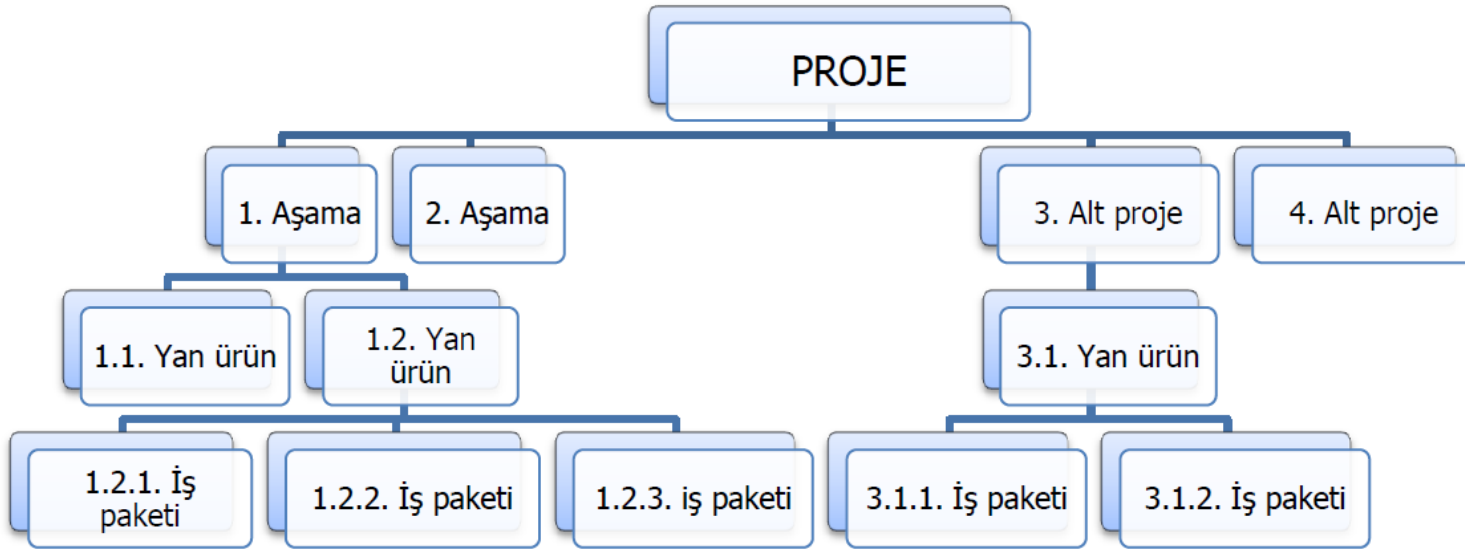 PROJE
1. Aşama
2. Aşama
3. Alt proje
4. Alt proje
1.1. Yan ürün
1.2. Yan
ürün
3.1. Yan ürün
1.2.1. İş
paketi
1.2.2. İş paketi
1.2.3. iş paketi
3.1.1. İş paketi
3.1.2. İş paketi